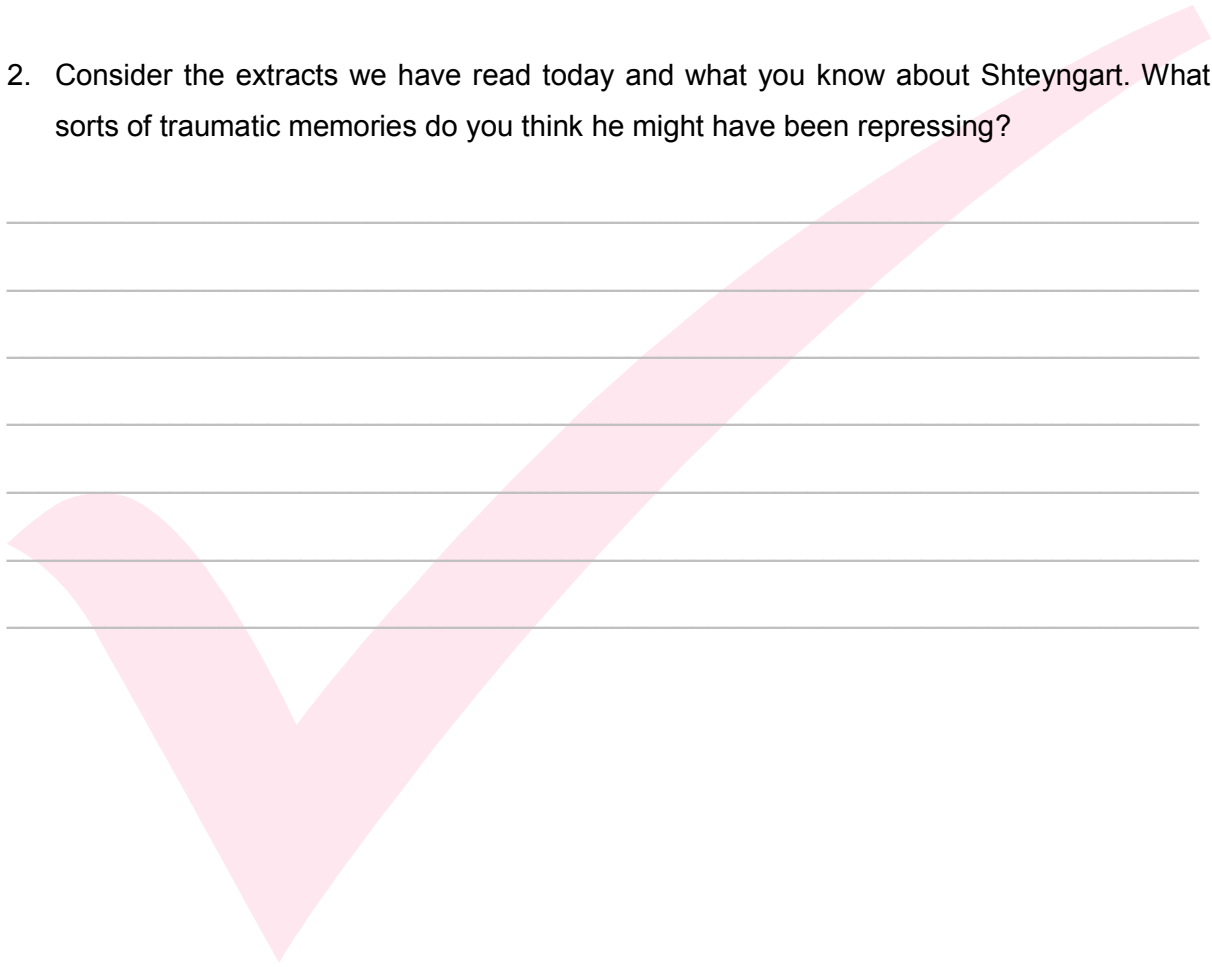 2. Consider the extracts we have read today and what you know about Shteyngart. What
sorts of traumatic memories do you think he might have been repressing?